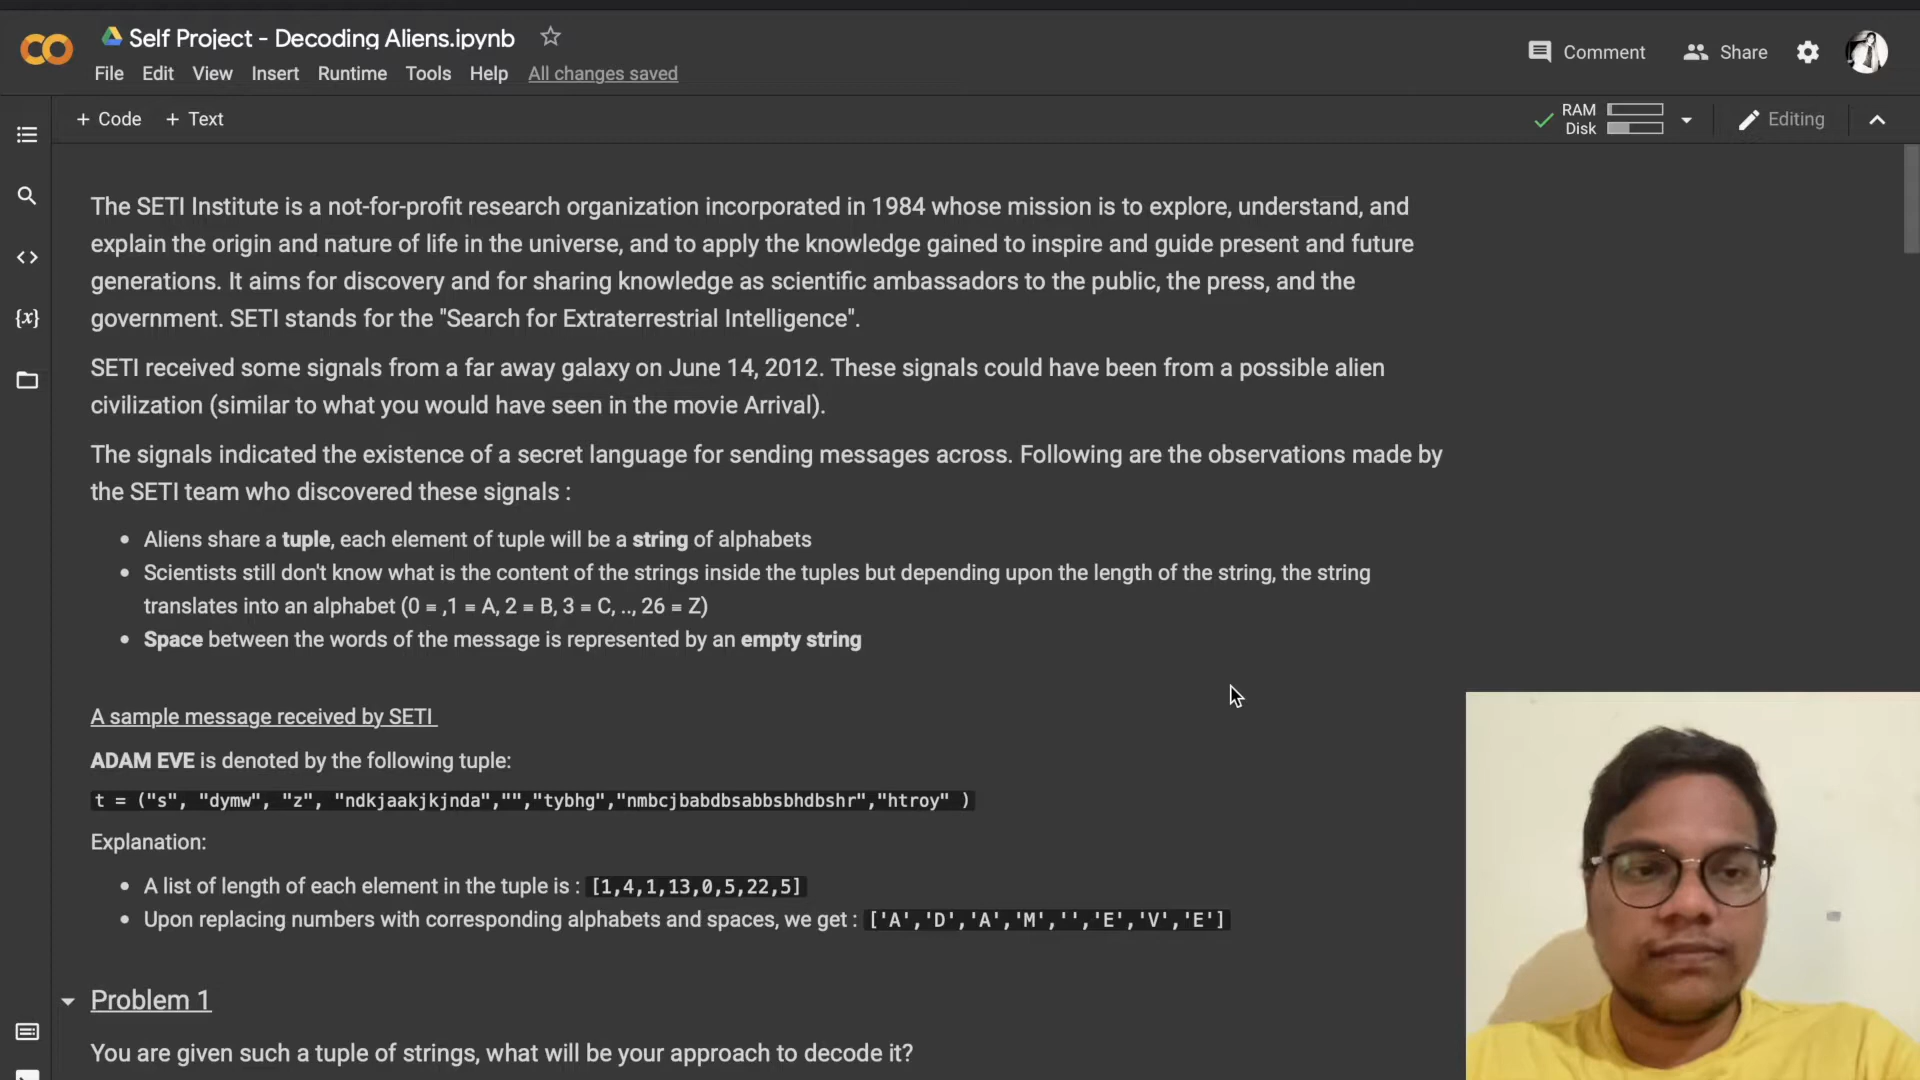 Self Project - Decoding Aliens.ipynb
File Edit View Insert Runtime Tools Help All changes saved
Comment Share
+ Code + Text
RAM
Disk
Editing
The SETI Institute is a not-for-profit research organization incorporated in 1984 whose mission is to explore, understand, and
explain the origin and nature of life in the universe, and to apply the knowledge gained to inspire and guide present and future
generations. It aims for discovery and for sharing knowledge as scientific ambassadors to the public, the press, and the
government. SETI stands for the "Search for Extraterrestrial Intelligence".
SETI received some signals from a far away galaxy on June 14, 2012. These signals could have been from a possible alien
civilization (similar to what you would have seen in the movie Arrival).
The signals indicated the existence of a secret language for sending messages across. Following are the observations made by
the SETI team who discovered these signals :
• Aliens share a tuple, each element of tuple will be a string of alphabets
• Scientists still don't know what is the content of the strings inside the tuples but depending upon the length of the string, the string
translates into an alphabet (0 = ,1 = A, 2 = B, 3 = C, .., 26 = Z)
• Space between the words of the message is represented by an empty string
A sample message received by SETI
ADAM EVE is denoted by the following tuple:
t = ("s", "dymw", "z", "ndkjaakjkjnda","","tybhg","nmbcjbabdbsabbsbhdbshr","htroy" )
Explanation:
• A list of length of each element in the tuple is : [1,4,1,13,0,5,22,5]
• Upon replacing numbers with corresponding alphabets and spaces, we get : ['A','D','A','M','','E','V','E']
Problem 1
You are given such a tuple of strings, what will be your approach to decode it?